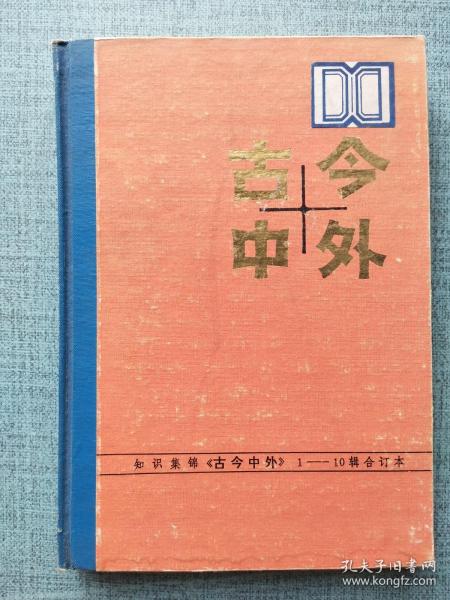 古今
中外
知识集锦《古今中外》1——10辑合订本
孔夫子旧书网
www.kongfz.com